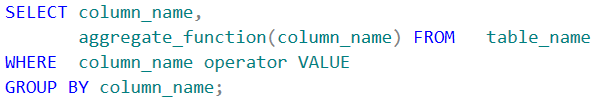 SELECT column_name,
aggregate_function(column_name) FROM table_name
WHERE column_name operator VALUE
GROUP BY column_name;